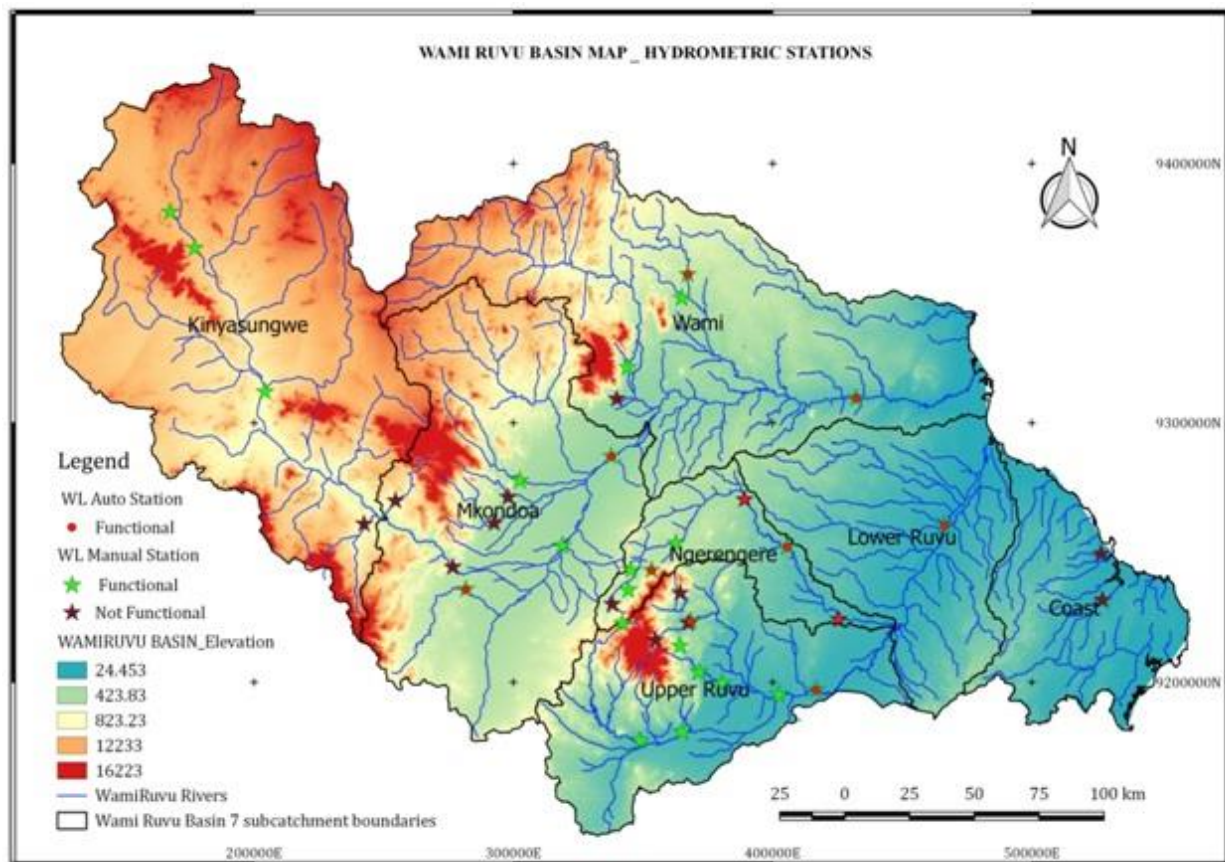 WAMI RUVU BASIN MAP _ HYDROMETRIC STATIONS
N
9400000N
Kinyasungwe
Wami
9300000N
Legend
WL Auto Station
Functional
WL Manual Station
Functional
Not Functional
WAMIRUVU BASIN_Elevation
24.453
423.83
823.23
12233
16223
WamiRuvu Rivers
Wami Ruvu Basin 7 subcatchment boundaries
Mkondoa
Ngerengere
Lower Ruvu
Coast
Upper Ruvu
9200000N
25 0 25 50 75 100 km
200000E 300000E 400000E 500000E